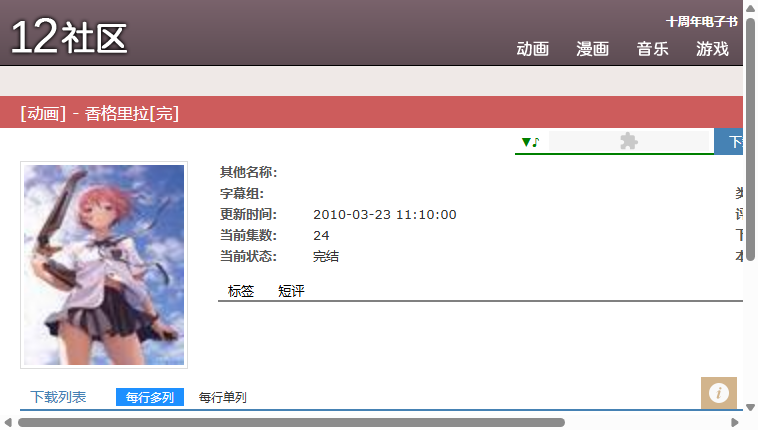 12社区
十周年电子书
动画 漫画 音乐 游戏
[动画] - 香格里拉[完]
▼♪
其他名称:
字幕组:
更新时间: 2010-03-23 11:10:00
当前集数: 24
当前状态: 完结
标签 短评
下载列表 每行多列 每行单列